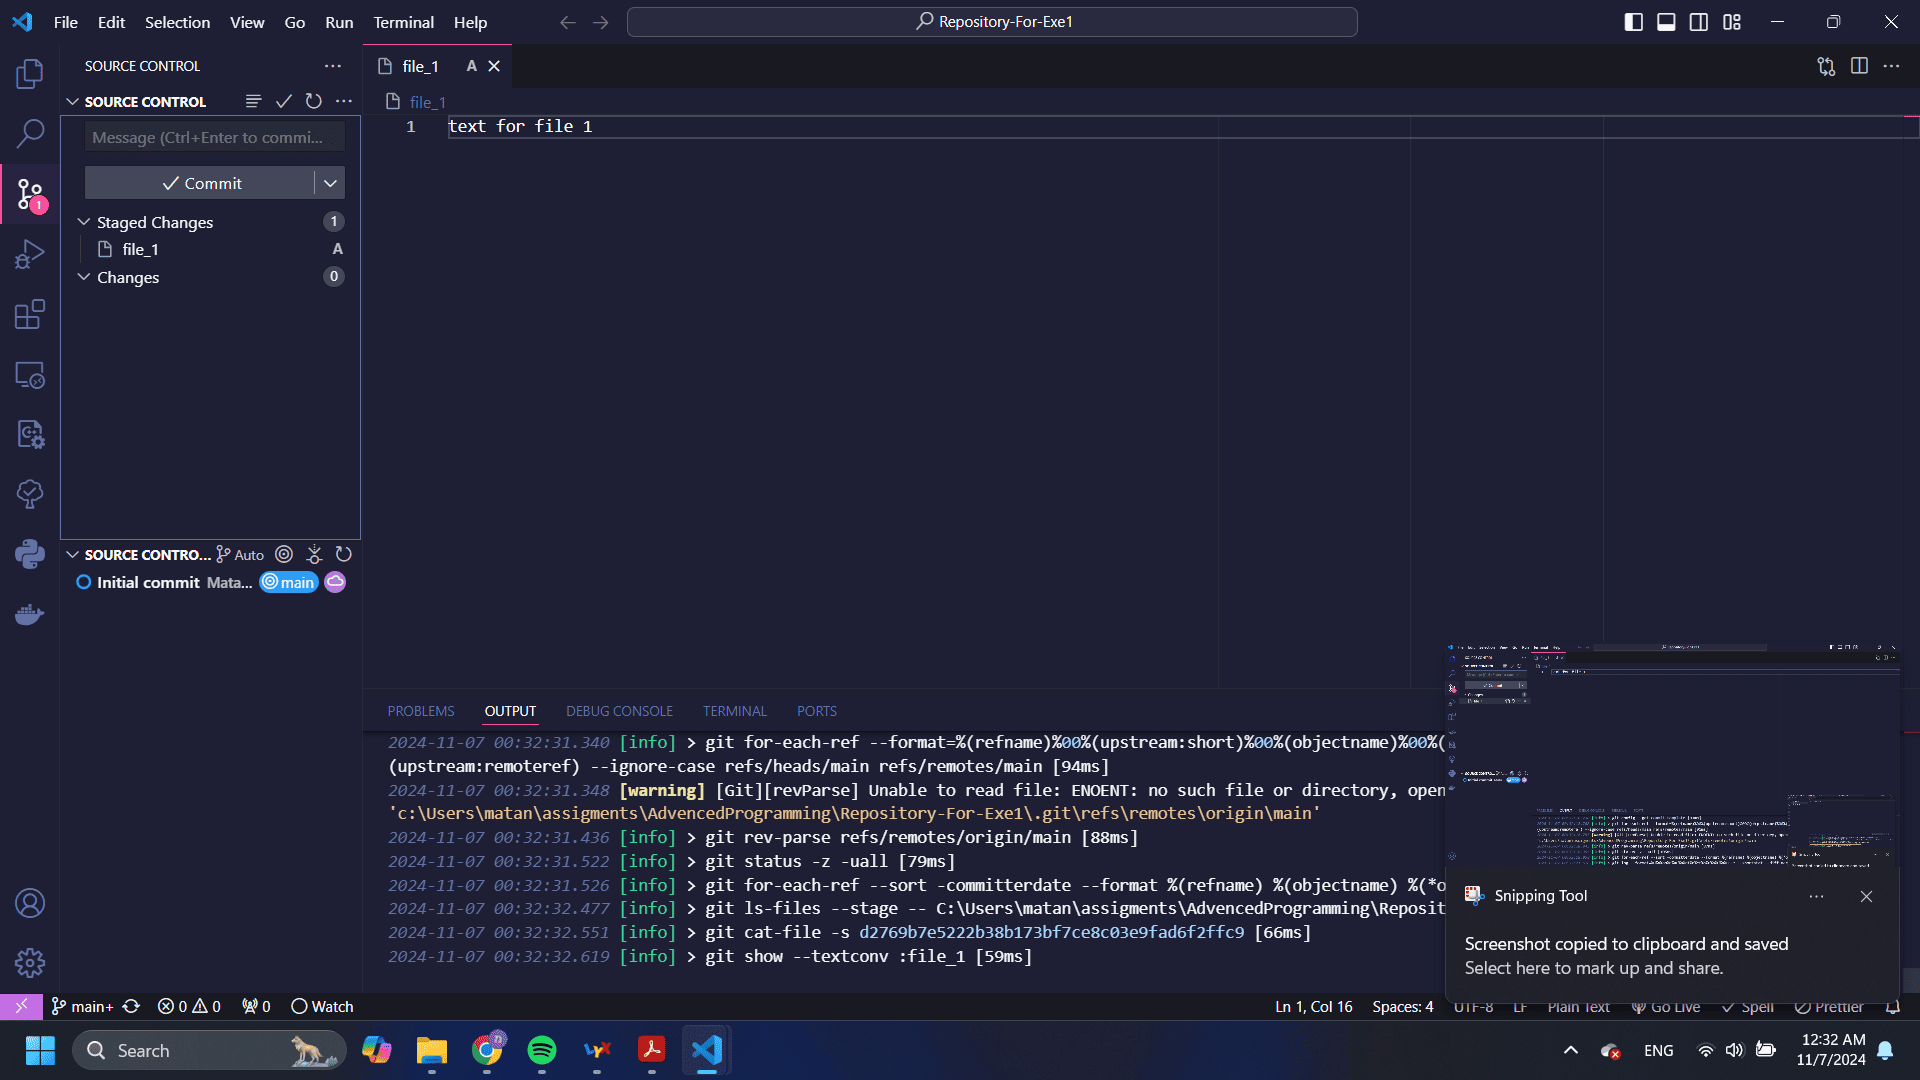 File Edit Selection View Go Run Terminal Help
Repository-For-Exe1
SOURCE CONTROL
SOURCE CONTROL
Message (Ctrl+Enter to commi...
Commit
Staged Changes 1
file_1 A
Changes 0
SOURCE CONTRO... Auto
Initial commit Mata... main
file_1 A
file_1
1 text for file 1
PROBLEMS OUTPUT DEBUG CONSOLE TERMINAL PORTS
2024-11-07 00:32:31.340 [info] > git for-each-ref --format=%(refname)%00%(upstream:short)%00%(objectname)%00%(
(upstream:remoteref) --ignore-case refs/heads/main refs/remotes/main [94ms]
2024-11-07 00:32:31.348 [warning] [Git][revParse] Unable to read file: ENOENT: no such file or directory, open
'c:\Users\matan\assigments\AdvencedProgramming\Repository-For-Exe1\.git\refs\remotes\origin\main'
2024-11-07 00:32:31.436 [info] > git rev-parse refs/remotes/origin/main [88ms]
2024-11-07 00:32:31.522 [info] > git status -z -uall [79ms]
2024-11-07 00:32:31.526 [info] > git for-each-ref --sort -committerdate --format %(refname) %(objectname) %(*o
2024-11-07 00:32:32.477 [info] > git ls-files --stage -- C:\Users\matan\assigments\AdvencedProgramming\Reposit
2024-11-07 00:32:32.551 [info] > git cat-file -s d2769b7e5222b38b173bf7ce8c03e9fad6f2ffc9 [66ms]
2024-11-07 00:32:32.619 [info] > git show --textconv :file_1 [59ms]
Snipping Tool
Screenshot copied to clipboard and saved
Select here to mark up and share.
main+ 0 0 0 Watch
Ln 1, Col 16 Spaces: 4 UTF-8 LF Plain Text Go Live Spell Prettier
Search
ENG
12:32 AM
11/7/2024